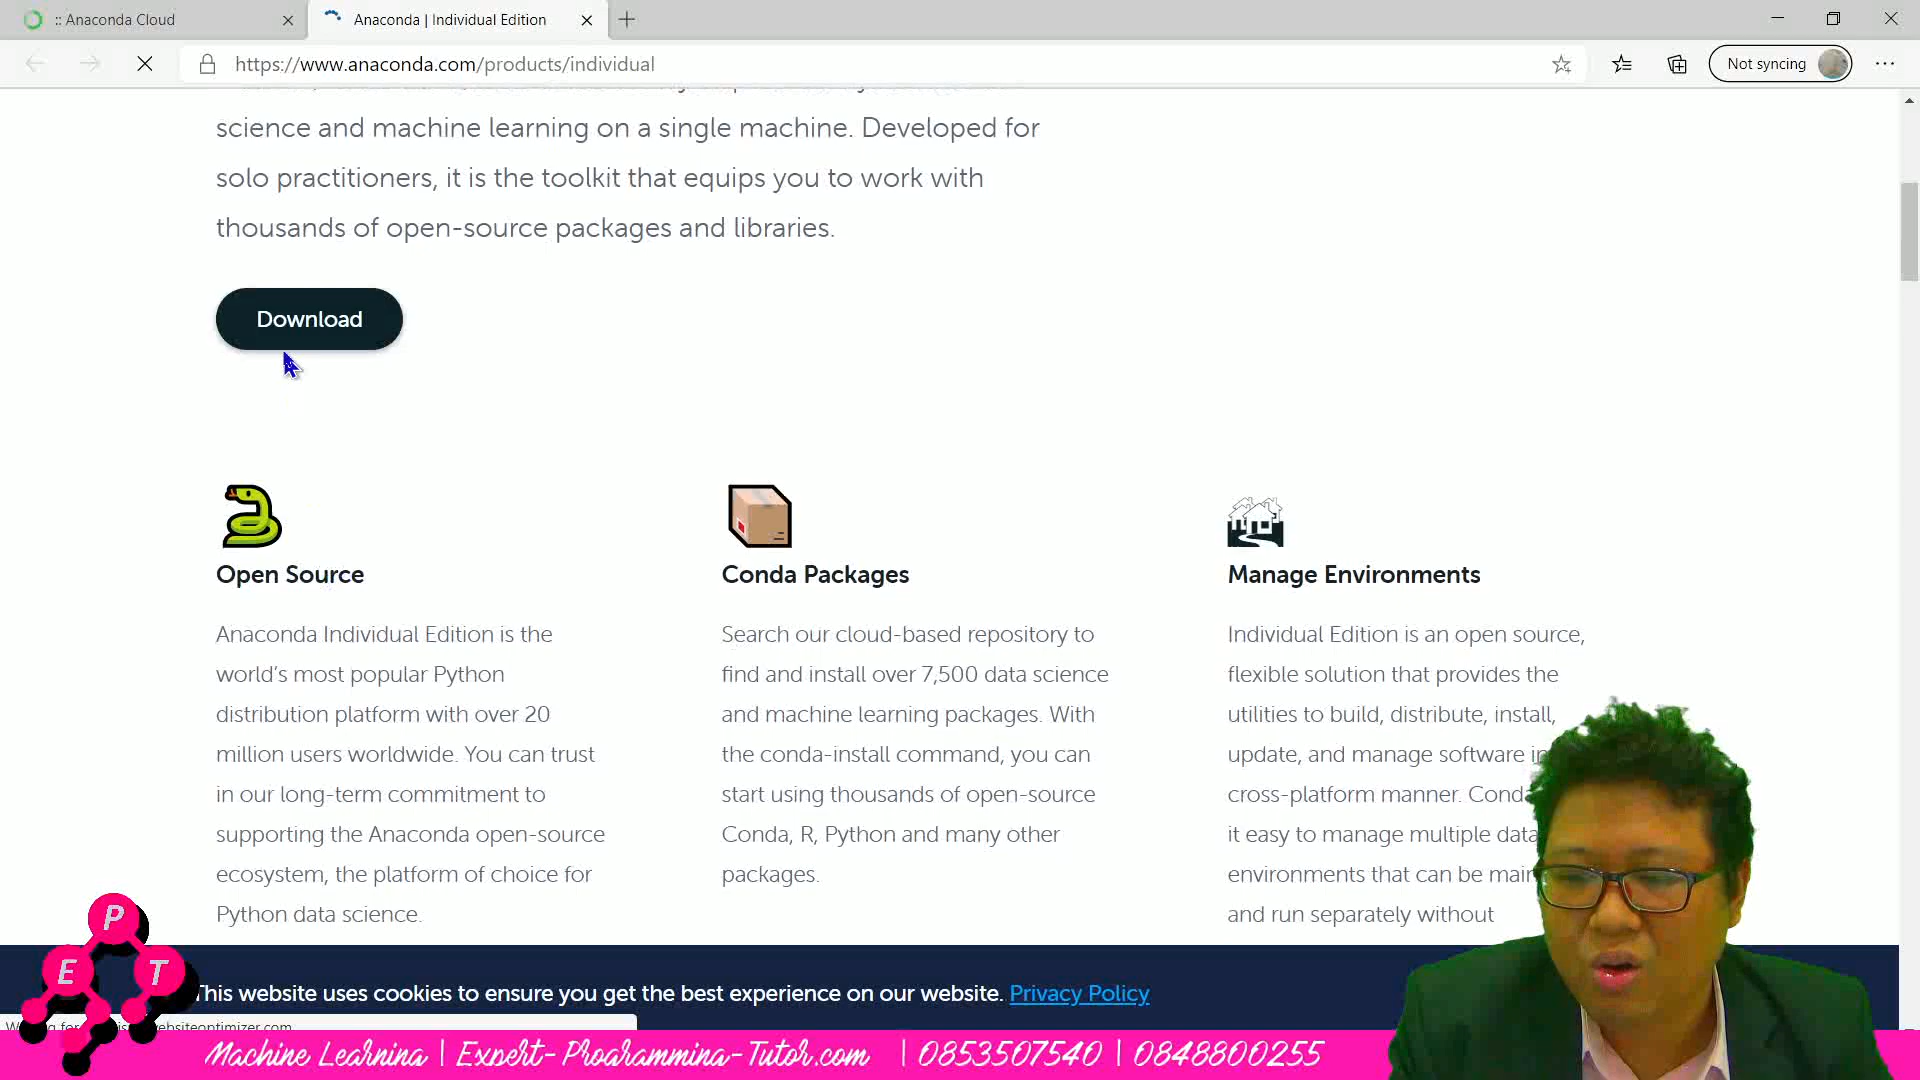 :: Anaconda Cloud
Anaconda | Individual Edition
https://www.anaconda.com/products/individual
Not syncing
science and machine learning on a single machine. Developed for
solo practitioners, it is the toolkit that equips you to work with
thousands of open-source packages and libraries.
Download
Open Source
Anaconda Individual Edition is the
world's most popular Python
distribution platform with over 20
million users worldwide. You can trust
in our long-term commitment to
supporting the Anaconda open-source
ecosystem, the platform of choice for
Python data science.
Conda Packages
Search our cloud-based repository to
find and install over 7,500 data science
and machine learning packages. With
the conda-install command, you can
start using thousands of open-source
Conda, R, Python and many other
packages.
Manage Environments
Individual Edition is an open source,
flexible solution that provides the
utilities to build, distribute, install,
update, and manage software in
cross-platform manner. Cond
it easy to manage multiple data
environments that can be main
and run separately without
This website uses cookies to ensure you get the best experience on our website. Privacy Policy
P
E T
Machine Learning | Expert-Programming-Tutor.com | 0853507540 | 0848800255